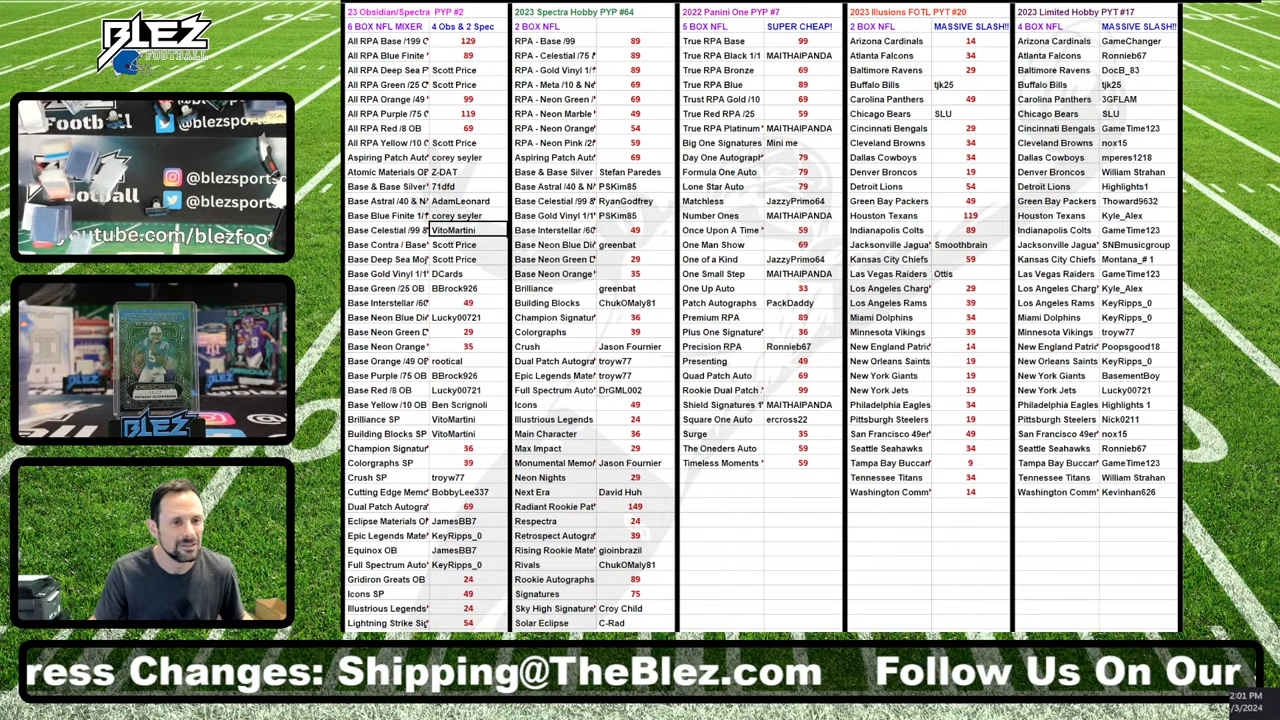 23 Obsidian/Spectra PYP #2
6 BOX NFL MIXER 4 Obs & 2 Spec
All RPA Base /199 129
All RPA Blue Finite 89
All RPA Deep Sea Scott Price
All RPA Green /25 Scott Price
All RPA Orange /49 99
All RPA Purple /75 119
All RPA Red /8 OB 69
All RPA Yellow /10 Scott Price
Aspiring Patch Aut corey seyler
Atomic Materials OB Z-DAT
Base & Base Silver 71dfd
Base Astral /40 & N AdamLeonard
Base Blue Finite 1/ corey seyler
Base Celestial /99 & VitoMartini
Base Contra / Base Scott Price
Base Deep Sea Moj Scott Price
Base Gold Vinyl 1/1 DCards
Base Green /25 OB BBrock926
Base Interstellar /60 49
Base Neon Blue Di Lucky00721
Base Neon Green D 29
Base Neon Orange 35
Base Orange /49 OB rootical
Base Purple /75 OB BBrock926
Base Red /8 OB Lucky00721
Base Yellow /10 OB Ben Scrignoli
Brilliance SP VitoMartini
Building Blocks SP VitoMartini
Champion Signatur 36
Colorgraphs SP 39
Crush SP troyw77
Cutting Edge Memo BobbyLee337
Dual Patch Autogra 69
Eclipse Materials O JamesBB7
Epic Legends Mate KeyRipps_0
Equinox OB JamesBB7
Full Spectrum Auto KeyRipps_0
Gridiron Greats OB 24
Icons SP 49
Illustrious Legends 24
Lightning Strike Sig 54
2023 Spectra Hobby PYP #64
2 BOX NFL
RPA - Base /99 89
RPA - Celestial /75 89
RPA - Gold Vinyl 1/ 89
RPA - Meta /10 & Ne 69
RPA - Neon Green / 69
RPA - Neon Marble 49
RPA - Neon Orange 54
RPA - Neon Pink /2 59
Aspiring Patch Aut 69
Base & Base Silver Stefan Paredes
Base Astral /40 & N PSKim85
Base Celestial /99 & RyanGodfrey
Base Gold Vinyl 1/1 PSKim85
Base Interstellar /60 49
Base Neon Blue Di greenbat
Base Neon Green D 29
Base Neon Orange 35
Brilliance greenbat
Building Blocks ChukOMaly81
Champion Signatur 36
Colorgraphs 39
Crush Jason Fournier
Dual Patch Autogra troyw77
Epic Legends Mate troyw77
Full Spectrum Auto DrGML002
Icons 49
Illustrious Legends 24
Main Character 36
Max Impact 29
Monumental Memo Jason Fournier
Neon Nights 29
Next Era David Huh
Radiant Rookie Pat 149
Respectra 24
Retrospect Autogra 39
Rising Rookie Mate gioinbrazil
Rivals ChukOMaly81
Rookie Autographs 89
Signatures 75
Sky High Signature Croy Child
Solar Eclipse C-Rad
2022 Panini One PYP #7
5 BOX NFL SUPER CHEAP!
True RPA Base 99
True RPA Black 1/1 MAITHAIPANDA
True RPA Bronze 69
True RPA Blue 89
Trust RPA Gold /10 69
True Red RPA /25 59
True RPA Platinum MAITHAIPANDA
Big One Signatures Mini me
Day One Autograpl 79
Formula One Auto 79
Lone Star Auto 79
Matchless JazzyPrimo64
Number Ones MAITHAIPANDA
Once Upon A Time 59
One Man Show 69
One of a Kind JazzyPrimo64
One Small Step MAITHAIPANDA
One Up Auto 33
Patch Autographs PackDaddy
Premium RPA 89
Plus One Signature 36
Precision RPA Ronnieb67
Presenting 49
Quad Patch Auto 69
Rookie Dual Patch 99
Shield Signatures 1 MAITHAIPANDA
Square One Auto ercross22
Surge 35
The Oneders Auto 59
Timeless Moments 59
2023 Illusions FOTL PYT #20
2 BOX NFL MASSIVE SLASH!!
Arizona Cardinals 14
Atlanta Falcons 34
Baltimore Ravens 29
Buffalo Bills tjk25
Carolina Panthers 49
Chicago Bears SLU
Cincinnati Bengals 29
Cleveland Browns 34
Dallas Cowboys 34
Denver Broncos 19
Detroit Lions 54
Green Bay Packers 49
Houston Texans 119
Indianapolis Colts 89
Jacksonville Jagua Smoothbrain
Kansas City Chiefs 59
Las Vegas Raiders Ottis
Los Angeles Charg 29
Los Angeles Rams 39
Miami Dolphins 34
Minnesota Vikings 39
New England Patri 14
New Orleans Saints 19
New York Giants 19
New York Jets 19
Philadelphia Eagles 34
Pittsburgh Steelers 19
San Francisco 49er 49
Seattle Seahawks 34
Tampa Bay Buccan 9
Tennessee Titans 34
Washington Comm 14
2023 Limited Hobby PYT #17
4 BOX NFL MASSIVE SLASH!!
Arizona Cardinals GameChanger
Atlanta Falcons Ronnieb67
Baltimore Ravens DocB_83
Buffalo Bills tjk25
Carolina Panthers 3GFLAM
Chicago Bears SLU
Cincinnati Bengals GameTime123
Cleveland Browns nox15
Dallas Cowboys mperes1218
Denver Broncos William Strahan
Detroit Lions Highlights1
Green Bay Packers Thoward9632
Houston Texans Kyle_Alex
Indianapolis Colts GameTime123
Jacksonville Jagua SNBmusicgroup
Kansas City Chiefs Montana_# 1
Las Vegas Raiders GameTime123
Los Angeles Charg Kyle_Alex
Los Angeles Rams KeyRipps_0
Miami Dolphins KeyRipps_0
Minnesota Vikings troyw77
New England Patri Poopsgood18
New Orleans Saints KeyRipps_0
New York Giants BasementBoy
New York Jets Lucky00721
Philadelphia Eagles Highlights 1
Pittsburgh Steelers Nick0211
San Francisco 49er nox15
Seattle Seahawks Ronnieb67
Tampa Bay Buccan GameTime123
Tennessee Titans William Strahan
Washington Comm Kevinhan626
BLEZ
FOOTBALL
Football
@blezsports
@blezsports
youtube.com/blezfoot
BLEZ
ress Changes: Shipping@TheBlez.com Follow Us On Our
2:01 PM
/3/2024